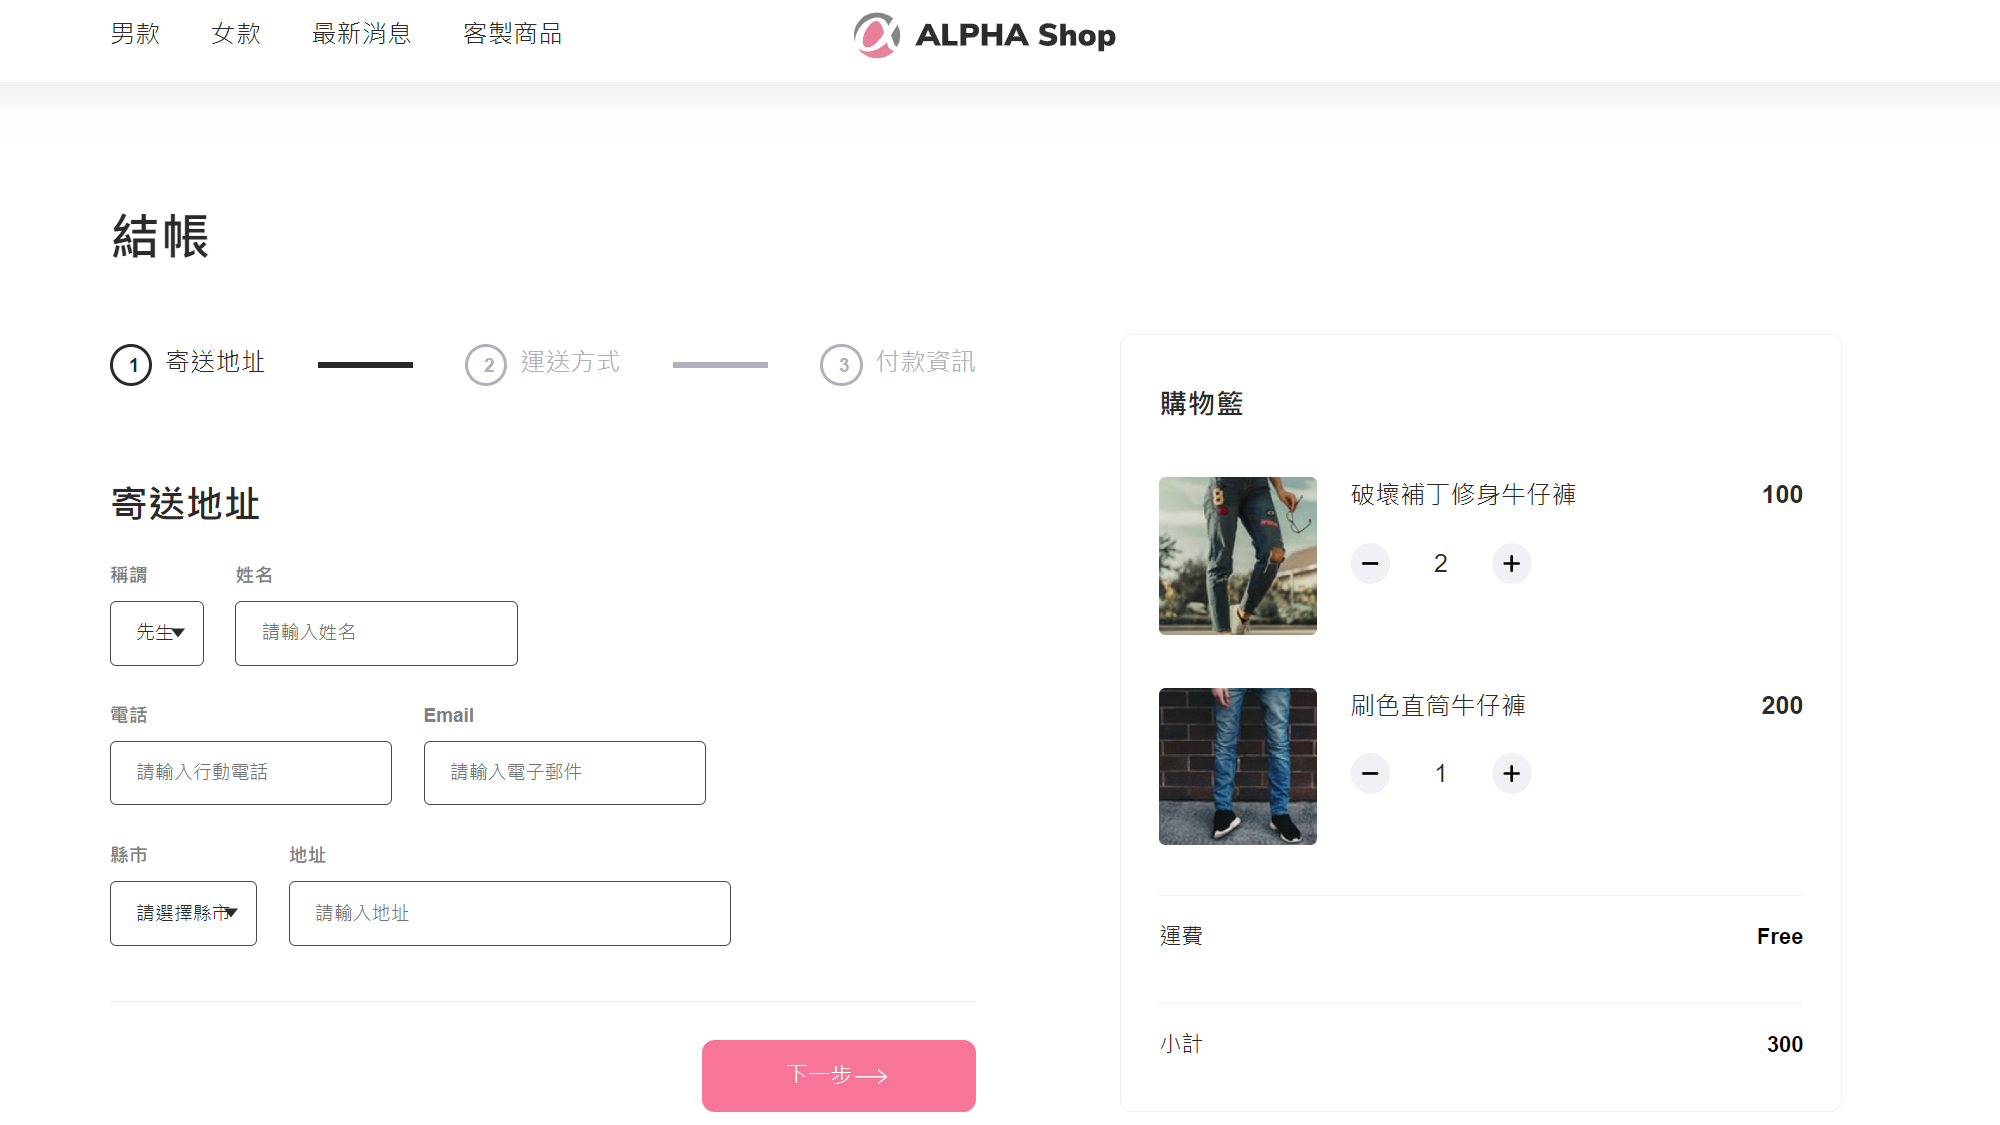 男款 女款 最新消息 客製商品
ALPHA Shop
結帳
1 寄送地址 2 運送方式 3 付款資訊
寄送地址
稱謂 姓名
先生 請輸入姓名
電話 Email
請輸入行動電話 請輸入電子郵件
縣市 地址
請選擇縣市 請輸入地址
下一步
購物籃
破壞補丁修身牛仔褲 100
2
刷色直筒牛仔褲 200
1
運費 Free
小計 300